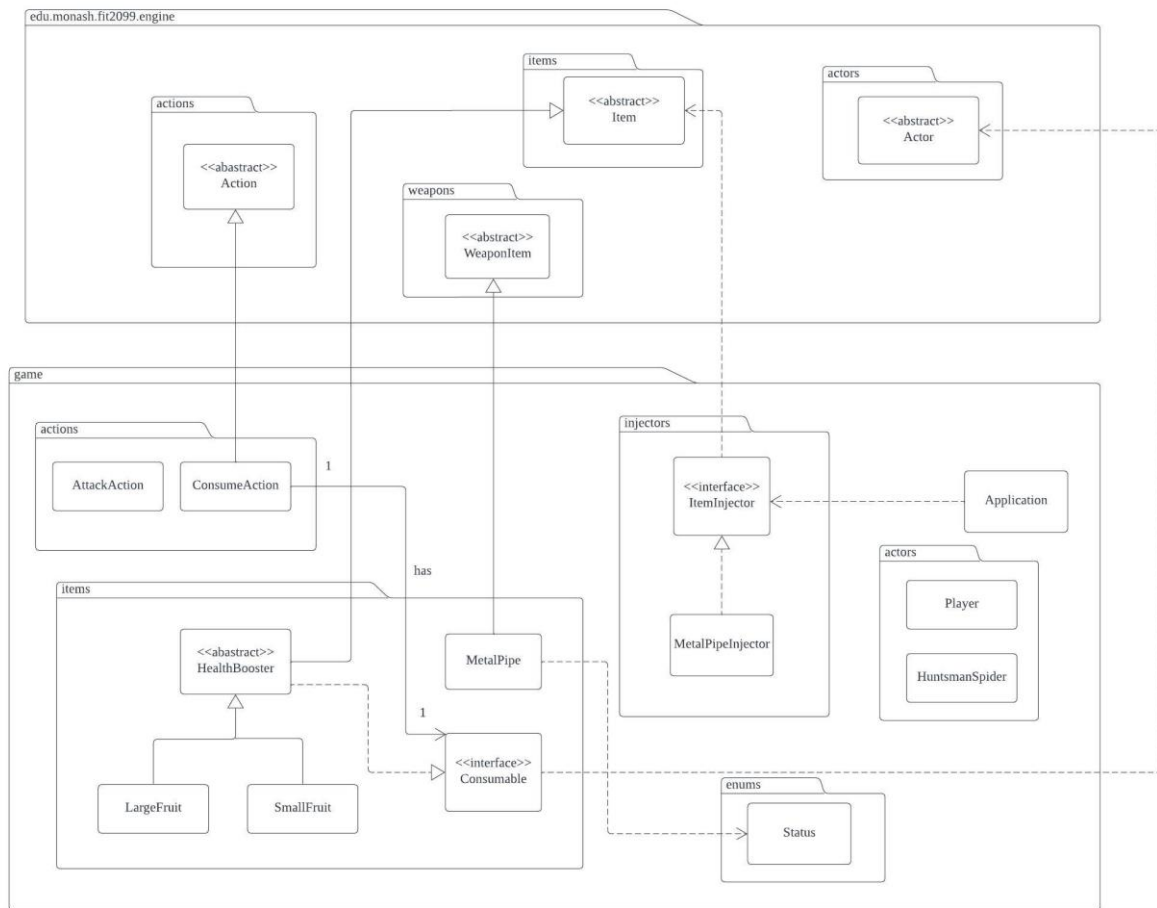 edu.monash.fit2099.engine
items
actors
actions
<<abstract>>
Item
<<abstract>>
Actor
<<abastract>>
Action
weapons
<<abstract>>
WeaponItem
game
injectors
actions
1
AttackAction
ConsumeAction
<<interface>>
ItemInjector
Application
actors
has
items
Player
<<abastract>>
HealthBooster
MetalPipe
MetalPipeInjector
HuntsmanSpider
1
<<interface>>
Consumable
enums
LargeFruit
SmallFruit
Status